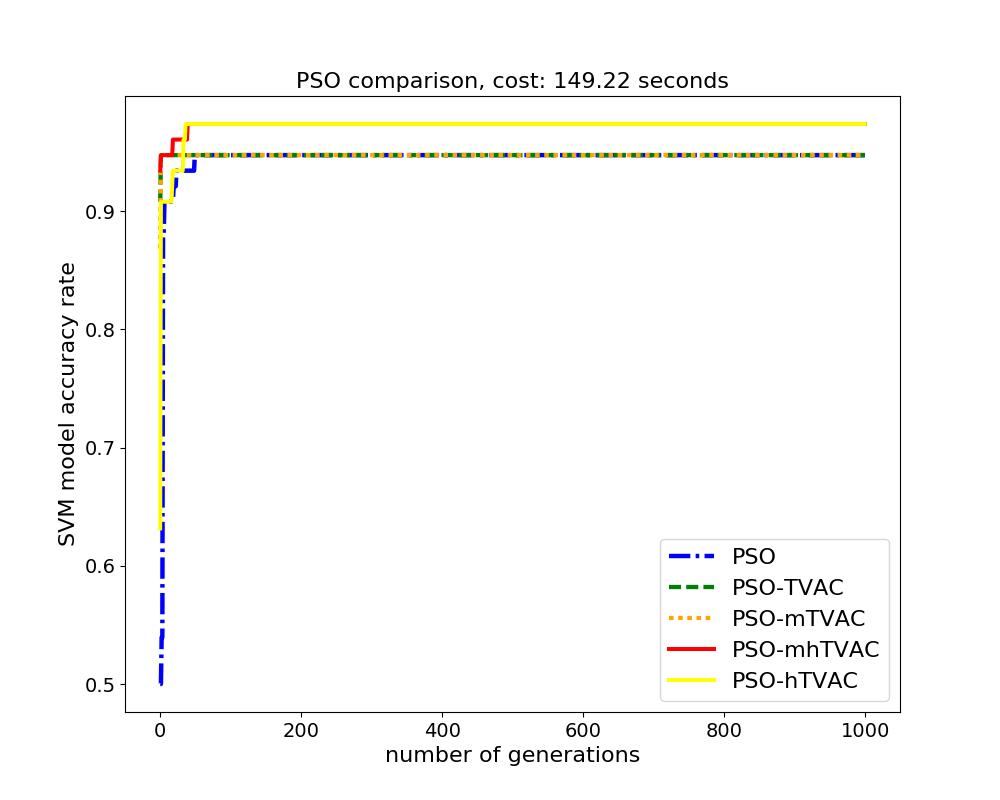 PSO comparison, cost: 149.22 seconds
SVM model accuracy rate
0.9
0.8
0.7
0.6
0.5
0
200
400
600
800
1000
number of generations
PSO
PSO-TVAC
PSO-mTVAC
PSO-mhTVAC
PSO-hTVAC